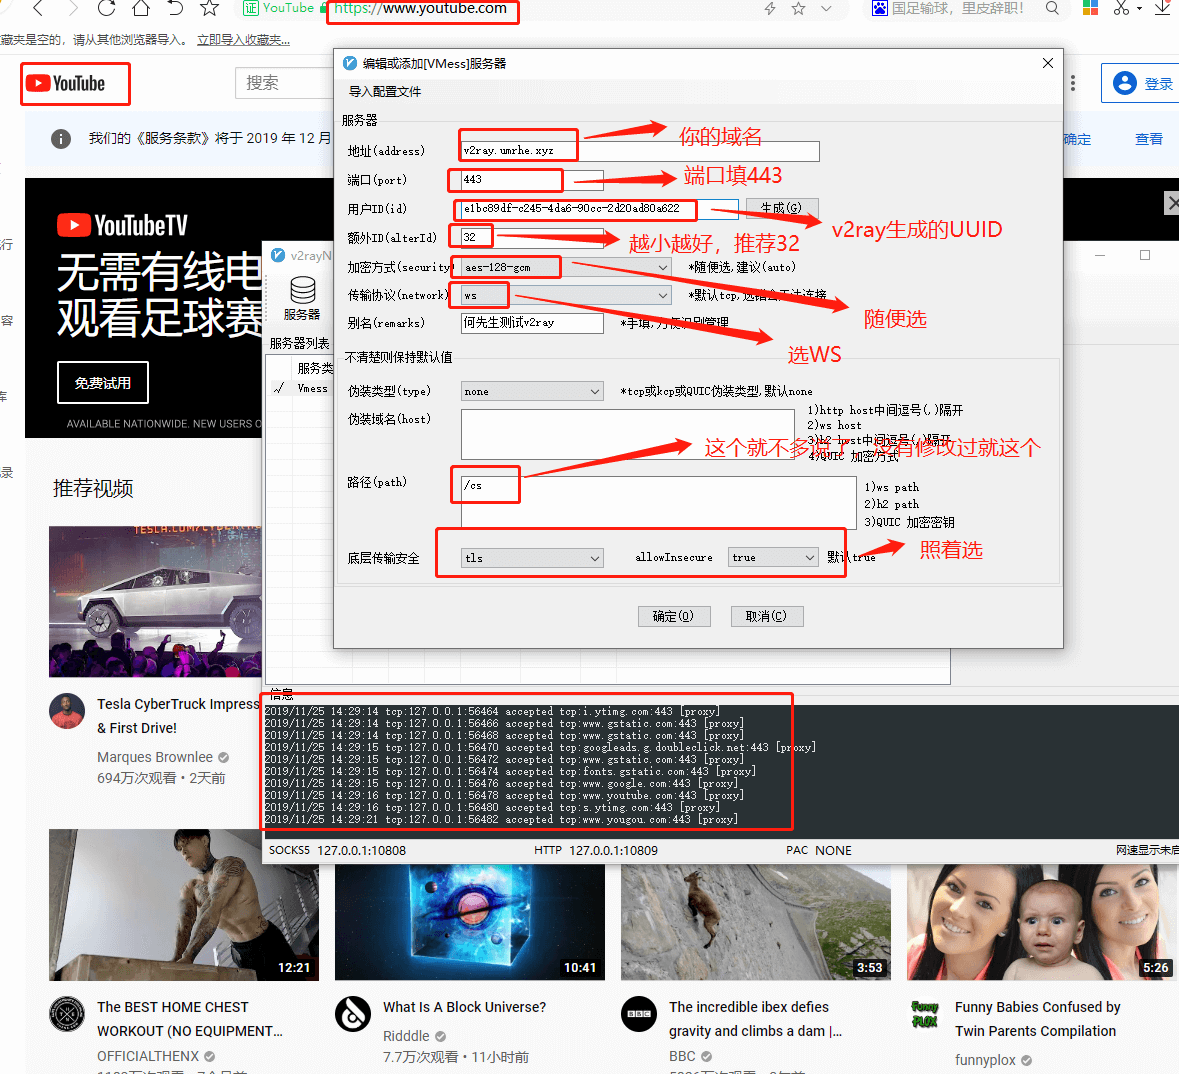 YouTube
https://www.youtube.com
国足输球，里皮辞职！
藏夹是空的，请从其他浏览器导入。 立即导入收藏夹...
YouTube
搜索
登录
我们的《服务条款》将于 2019 年 12 月
确定
查看
编辑或添加[VMess]服务器
导入配置文件
服务器
地址(address)
v2ray.umrhe.xyz
你的域名
端口(port)
443
端口填443
用户ID(id)
e1bc89df-c245-4da6-90cc-2d20ad80a622
生成(G)
v2ray生成的UUID
额外ID(alterId)
32
越小越好，推荐32
加密方式(security)
aes-128-gcm
*随便选,建议(auto)
随便选
传输协议(network)
ws
*默认tcp,选错会无法连接
选WS
别名(remarks)
何先生测试v2ray
*手填,方便识别管理
不清楚则保持默认值
伪装类型(type)
none
*tcp或kcp或QUIC伪装类型,默认none
伪装域名(host)
1)http host中间逗号(,)隔开
2)ws host
3)h2 host中间逗号(,)隔开
4)QUIC 加密方式
这个就不多说了，没有修改过就这个
路径(path)
/cs
1)ws path
2)h2 path
3)QUIC 加密密钥
底层传输安全
tls
allowInsecure
true
默认true
照着选
确定(O)
取消(C)
YouTubeTV
无需有线电
观看足球赛
免费试用
AVAILABLE NATIONWIDE. NEW USERS O
v2rayN
服务器
服务器列表
服务类
Vmess
行
容
库
录
推荐视频
TESLA.COM/CYBERTRUCK
Tesla CyberTruck Impress
& First Drive!
Marques Brownlee
694万次观看 • 2天前
信息
2019/11/25 14:29:14 tcp:127.0.0.1:56464 accepted tcp:i.ytimg.com:443 [proxy]
2019/11/25 14:29:14 tcp:127.0.0.1:56466 accepted tcp:www.gstatic.com:443 [proxy]
2019/11/25 14:29:14 tcp:127.0.0.1:56468 accepted tcp:www.gstatic.com:443 [proxy]
2019/11/25 14:29:15 tcp:127.0.0.1:56470 accepted tcp:googleads.g.doubleclick.net:443 [proxy]
2019/11/25 14:29:15 tcp:127.0.0.1:56472 accepted tcp:www.gstatic.com:443 [proxy]
2019/11/25 14:29:15 tcp:127.0.0.1:56474 accepted tcp:fonts.gstatic.com:443 [proxy]
2019/11/25 14:29:15 tcp:127.0.0.1:56476 accepted tcp:www.google.com:443 [proxy]
2019/11/25 14:29:16 tcp:127.0.0.1:56478 accepted tcp:www.youtube.com:443 [proxy]
2019/11/25 14:29:16 tcp:127.0.0.1:56480 accepted tcp:s.ytimg.com:443 [proxy]
2019/11/25 14:29:21 tcp:127.0.0.1:56482 accepted tcp:www.yougou.com:443 [proxy]
SOCKS5 127.0.0.1:10808
HTTP 127.0.0.1:10809
PAC NONE
网速显示未启
12:21
10:41
3:53
5:26
The BEST HOME CHEST
WORKOUT (NO EQUIPMENT...
OFFICIALTHENX
What Is A Block Universe?
Ridddle
7.7万次观看 • 11小时前
BBC
The incredible ibex defies
gravity and climbs a dam |...
BBC
Funny PLOX
Funny Babies Confused by
Twin Parents Compilation
funnyplox